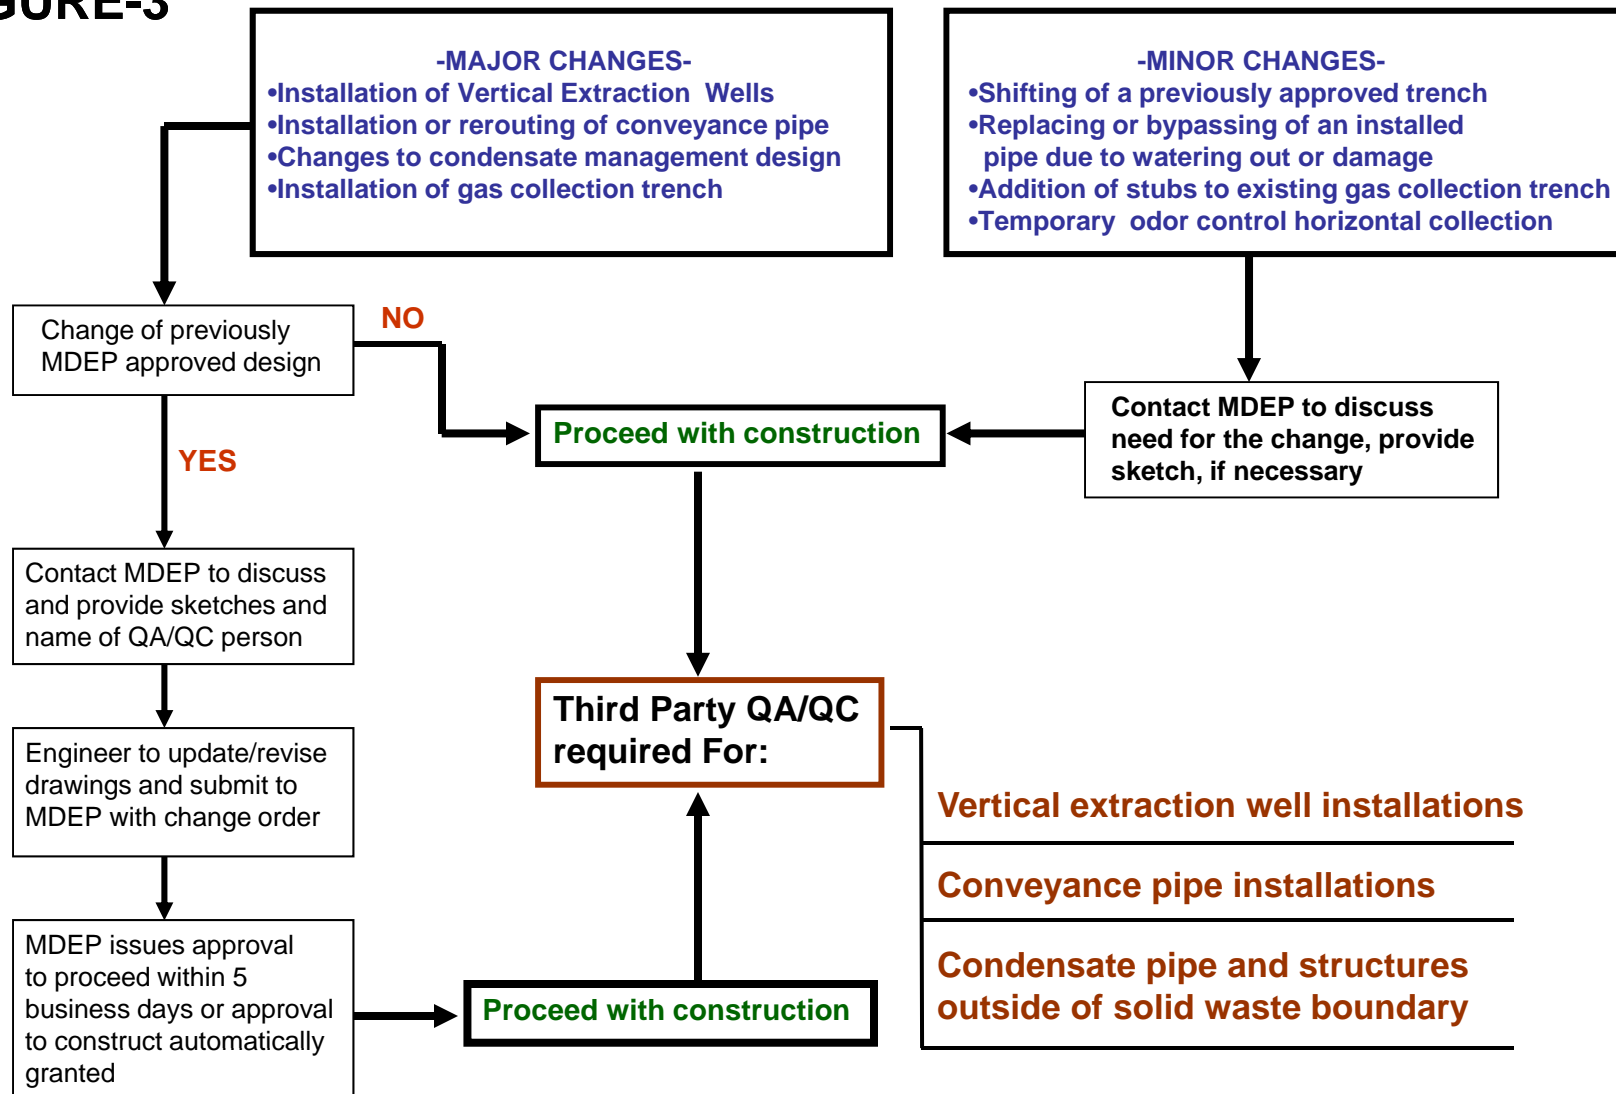 GURE-3
-MAJOR CHANGES-
•Installation of Vertical Extraction Wells
•Installation or rerouting of conveyance pipe
•Changes to condensate management design
•Installation of gas collection trench
-MINOR CHANGES-
•Shifting of a previously approved trench
•Replacing or bypassing of an installed
pipe due to watering out or damage
•Addition of stubs to existing gas collection trench
•Temporary odor control horizontal collection
Change of previously
MDEP approved design
NO
YES
Proceed with construction
Contact MDEP to discuss
need for the change, provide
sketch, if necessary
Contact MDEP to discuss
and provide sketches and
name of QA/QC person
Engineer to update/revise
drawings and submit to
MDEP with change order
MDEP issues approval
to proceed within 5
business days or approval
to construct automatically
granted
Proceed with construction
Third Party QA/QC
required For:
Vertical extraction well installations
Conveyance pipe installations
Condensate pipe and structures
outside of solid waste boundary